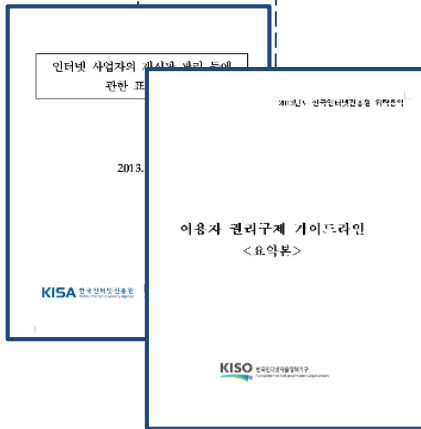 인터넷 사업자의 게시판 관리 등에
관한 표
2013.
KISA 한국인터넷진흥원
2013년도 한국인터넷진흥원 위탁용역
이용자 권리구제 가이드라인
<요약본>
KISO 한국인터넷자율정책기구